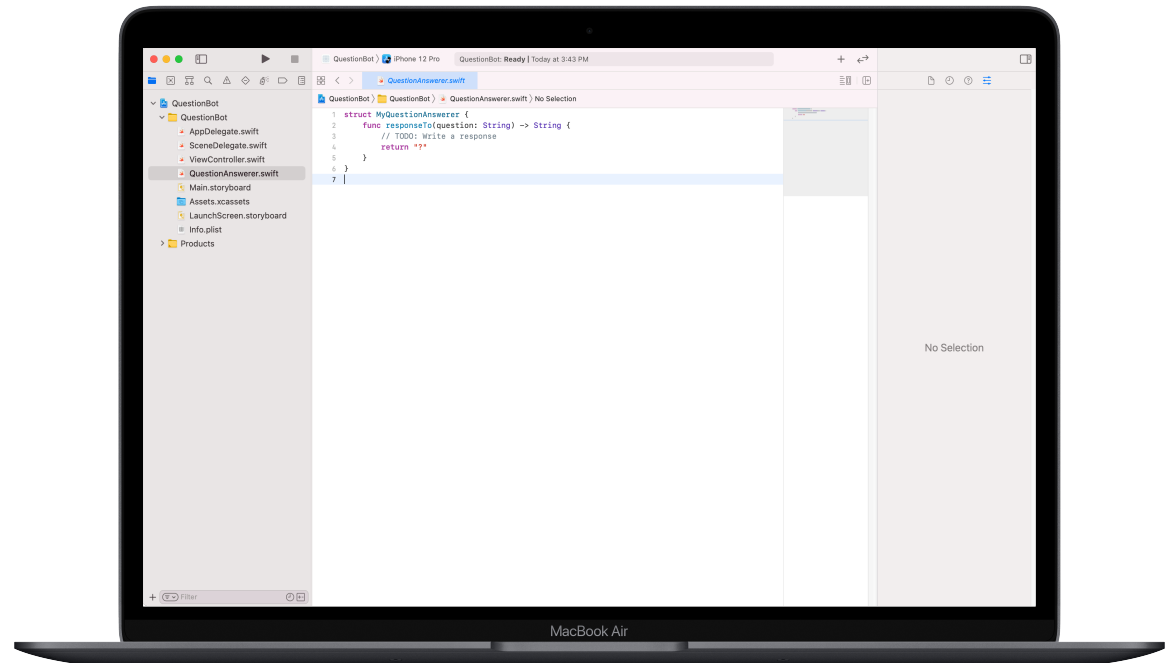 QuestionBot 〉 iPhone 12 Pro
QuestionBot: Ready | Today at 3:43 PM
QuestionAnswerer.swift
QuestionBot 〉 QuestionBot 〉 QuestionAnswerer.swift 〉 No Selection
QuestionBot
QuestionBot
AppDelegate.swift
SceneDelegate.swift
ViewController.swift
QuestionAnswerer.swift
Main.storyboard
Assets.xcassets
LaunchScreen.storyboard
Info.plist
Products
Filter
1 struct MyQuestionAnswerer {
2 func responseTo(question: String) -> String {
3 // TODO: Write a response
4 return "?"
5 }
6 }
7
No Selection
MacBook Air